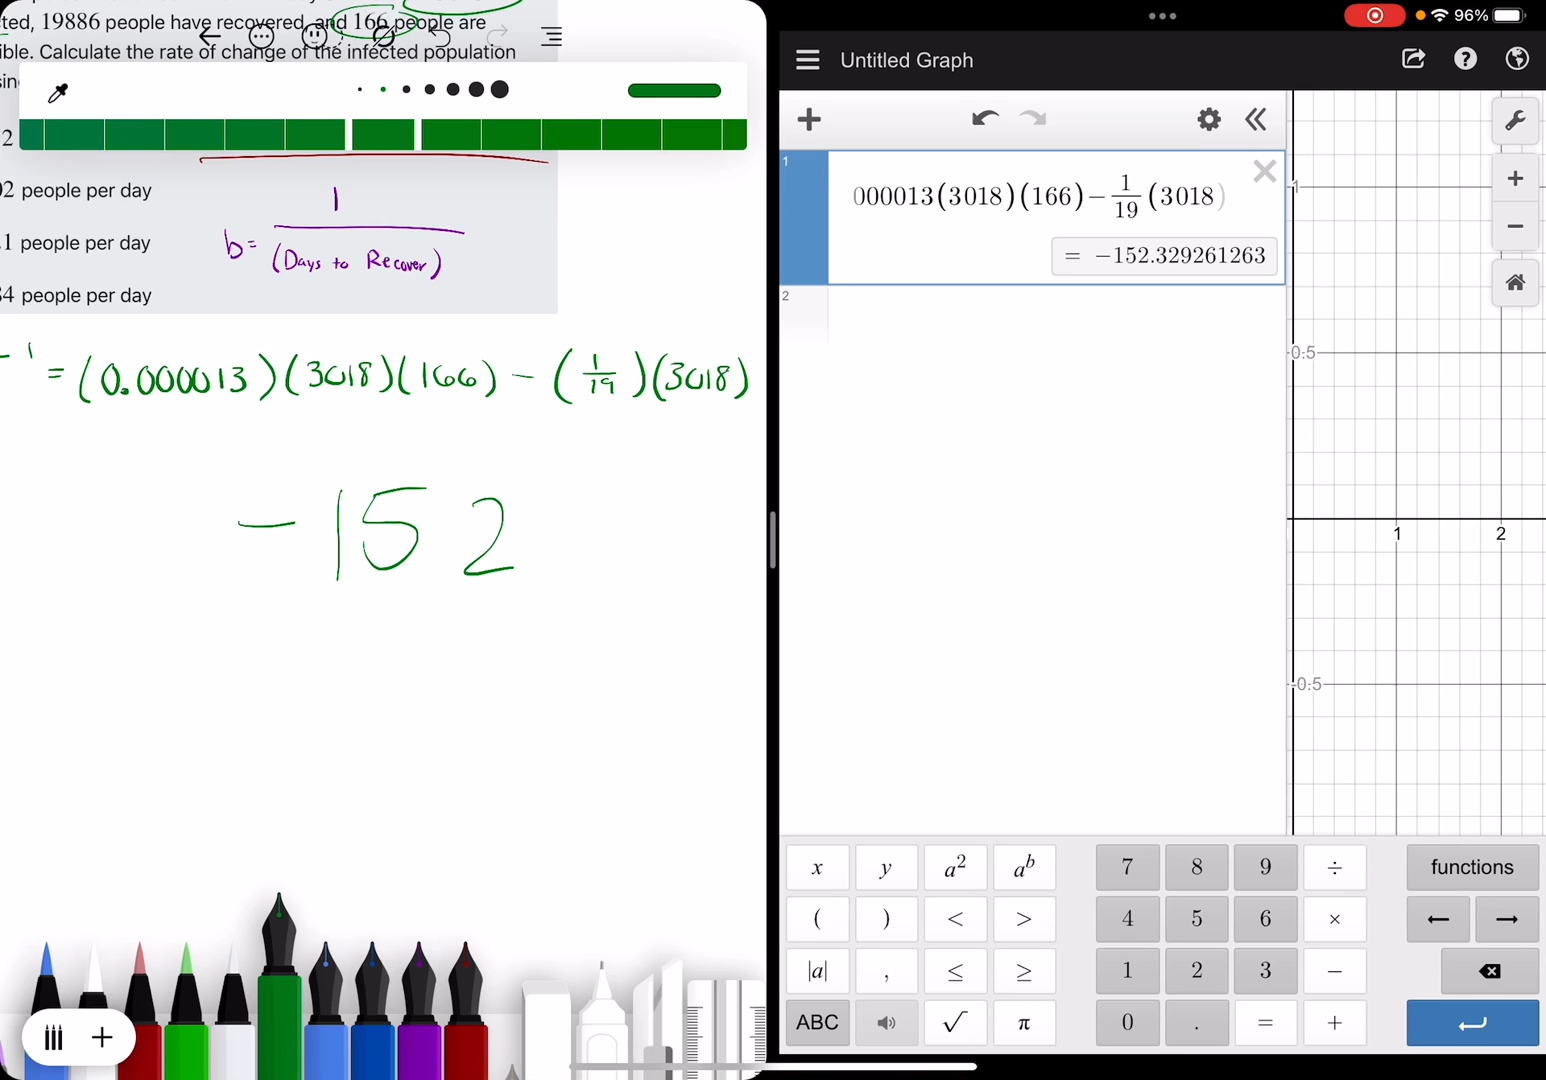 19886 people have recovered, and 166 people are
Calculate the rate of change of the infected population
2
2 people per day
1 people per day
4 people per day
b = 1 / (Days to Recover)
' = (0.000013)(3018)(166) - (1/19)(3018)
-152
96%
Untitled Graph
1
000013(3018)(166)-1/19(3018)
= -152.329261263
2
1
0.5
-0.5
1 2
x y a² aᵇ 7 8 9 ÷ functions
( ) < > 4 5 6 × ← →
|a| , ≤ ≥ 1 2 3 −
ABC √ π 0 . = +